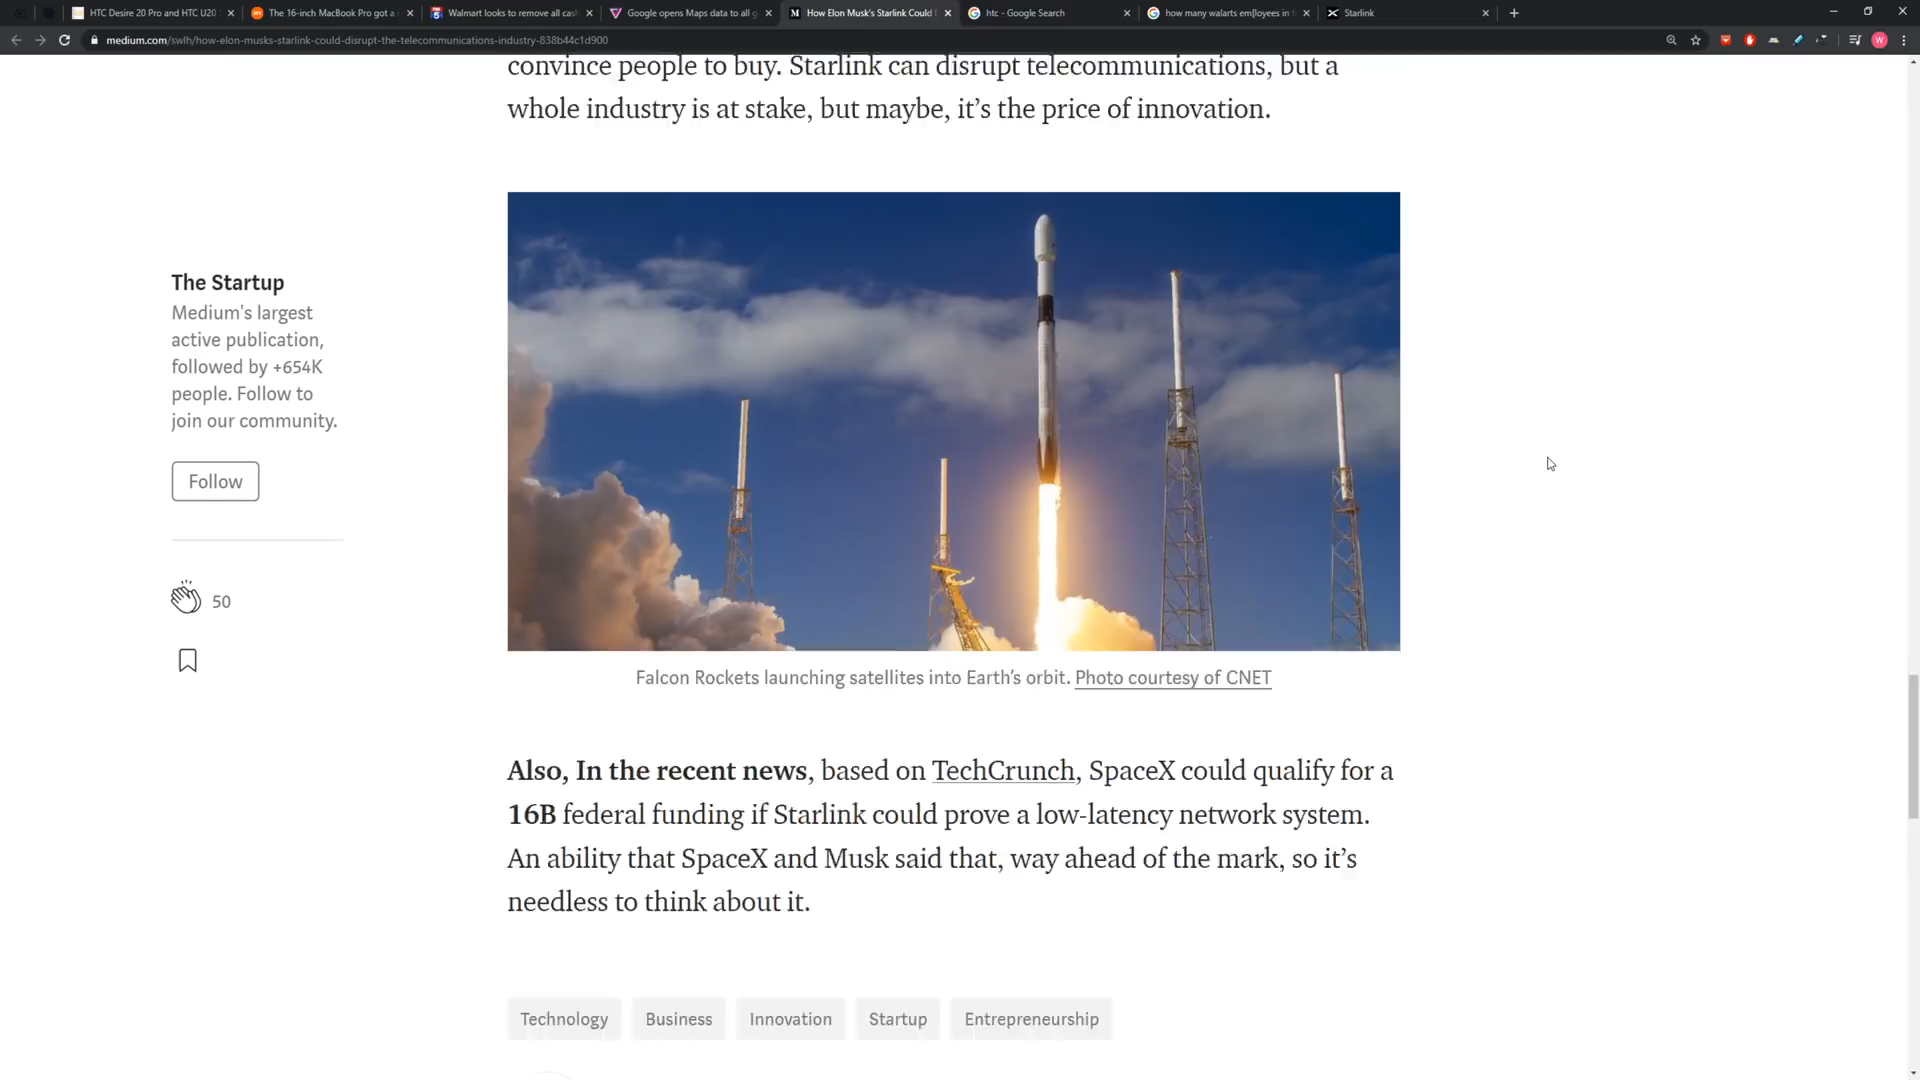 HTC Desire 20 Pro and HTC U20
The 16-inch MacBook Pro got a
Walmart looks to remove all cas
Google opens Maps data to all g
How Elon Musk's Starlink Could
htc - Google Search
how many walarts em[loyees in t
Starlink
medium.com/swlh/how-elon-musks-starlink-could-disrupt-the-telecommunications-industry-838b44c1d900
W
convince people to buy. Starlink can disrupt telecommunications, but a
whole industry is at stake, but maybe, it’s the price of innovation.
The Startup
Medium's largest
active publication,
followed by +654K
people. Follow to
join our community.
Follow
50
Falcon Rockets launching satellites into Earth’s orbit. Photo courtesy of CNET
Also, In the recent news, based on TechCrunch, SpaceX could qualify for a
16B federal funding if Starlink could prove a low-latency network system.
An ability that SpaceX and Musk said that, way ahead of the mark, so it’s
needless to think about it.
Technology
Business
Innovation
Startup
Entrepreneurship